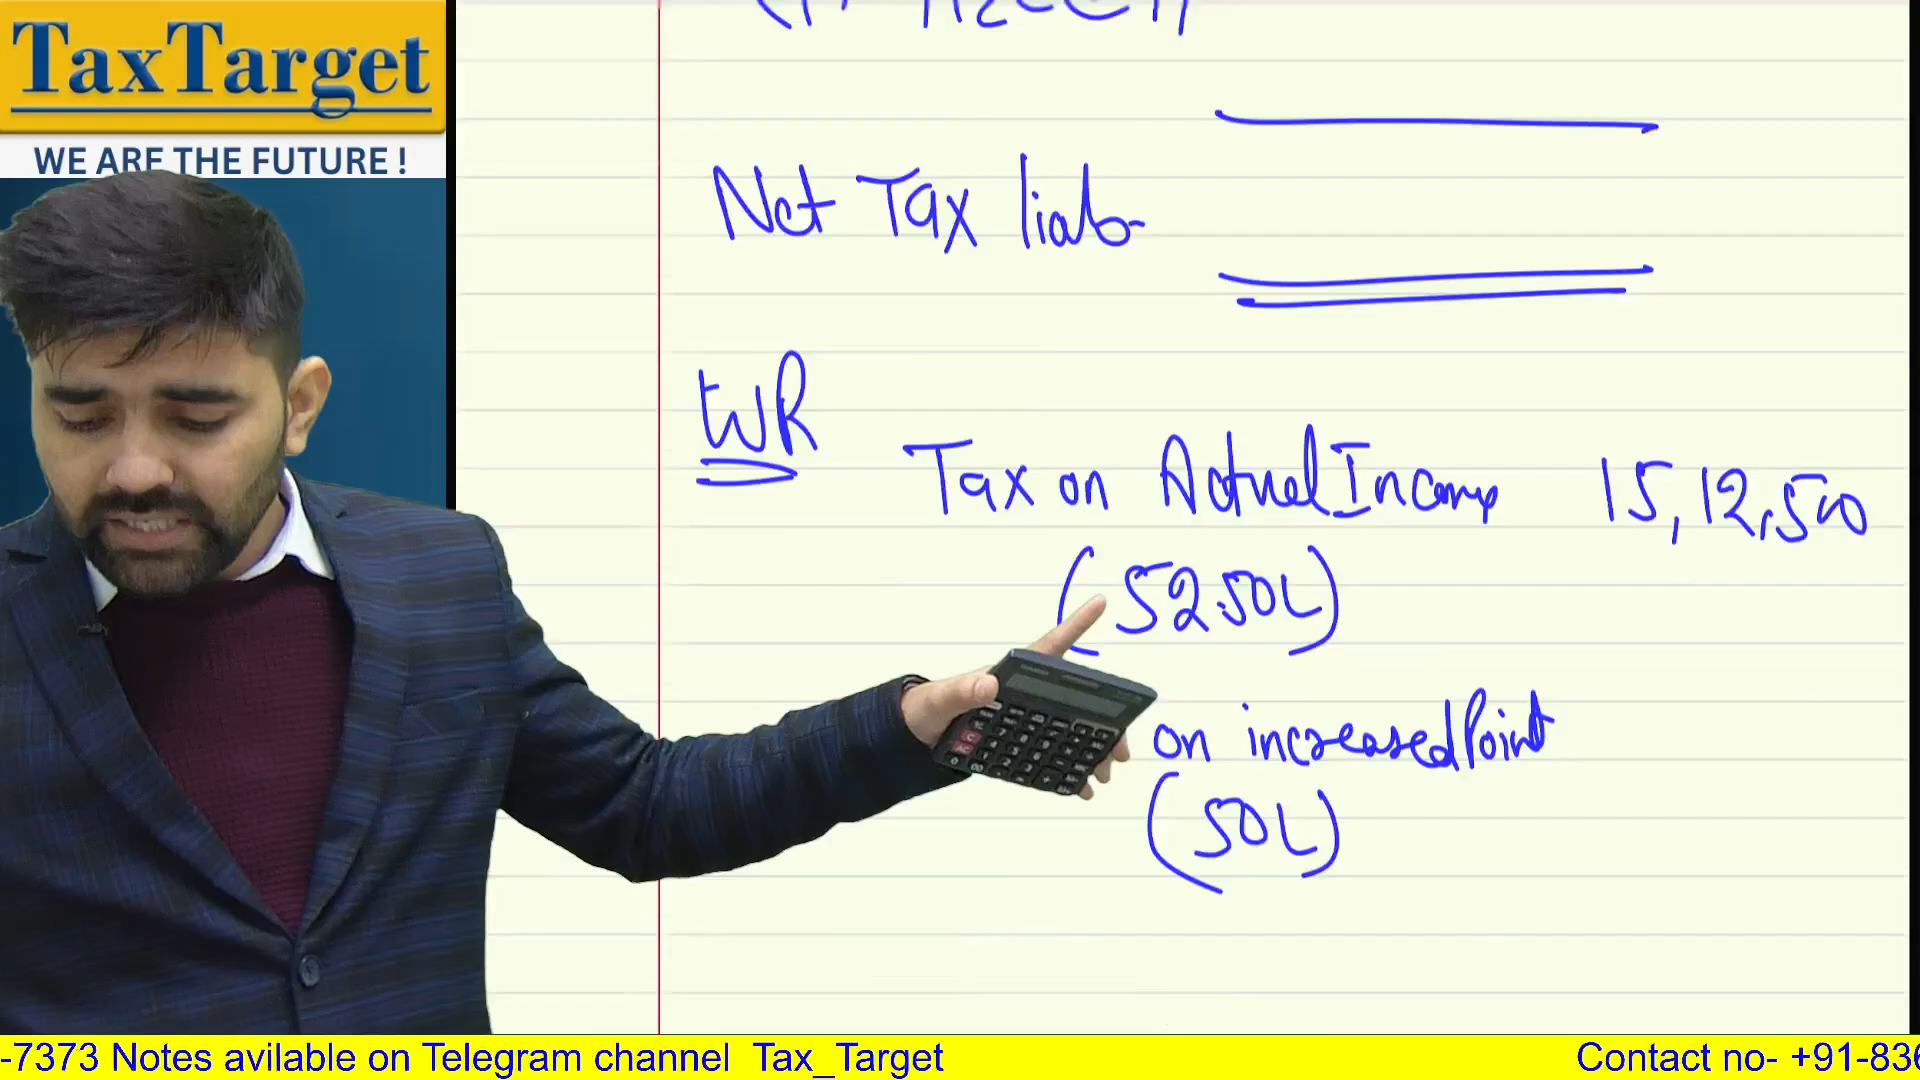 TaxTarget
WE ARE THE FUTURE !
Net Tax liab-
WR
Tax on Actual Income 15,12,500
(52.50L)
on increased Point
(50L)
-7373 Notes avilable on Telegram channel Tax_Target
Contact no- +91-836